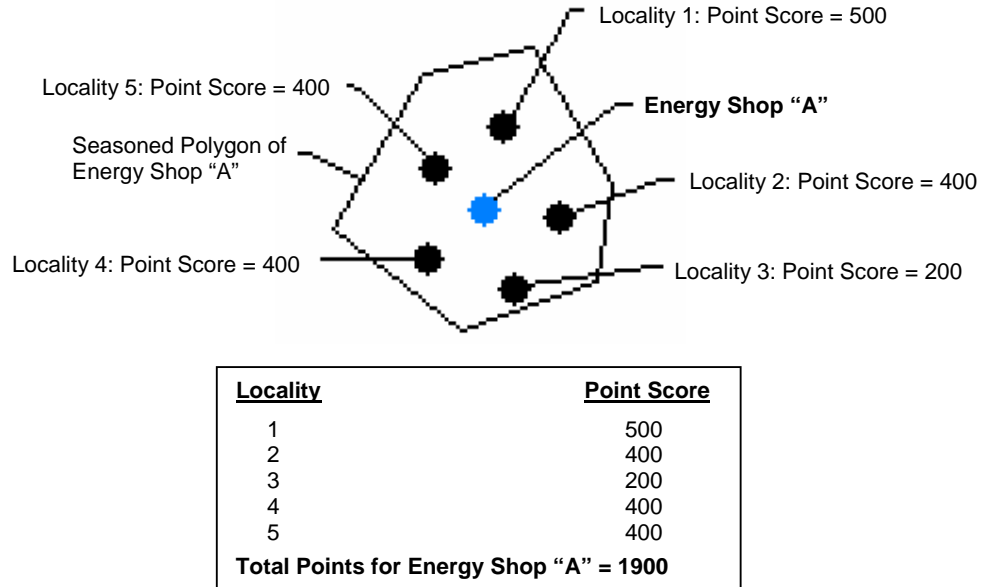 Locality 1: Point Score = 500
Locality 5: Point Score = 400
Energy Shop “A”
Seasoned Polygon of
Energy Shop “A”
Locality 2: Point Score = 400
Locality 4: Point Score = 400
Locality 3: Point Score = 200
Locality Point Score
1 500
2 400
3 200
4 400
5 400
Total Points for Energy Shop “A” = 1900